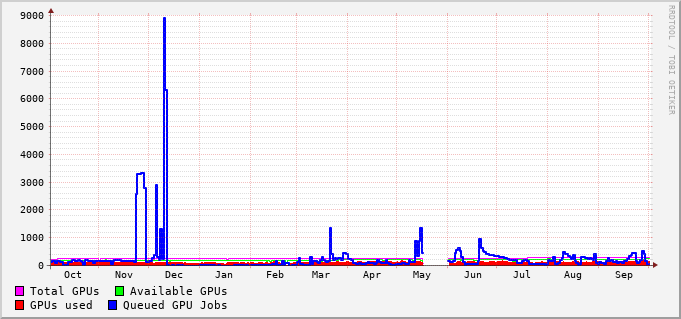 9000
8000
7000
6000
5000
4000
3000
2000
1000
0
Oct Nov Dec Jan Feb Mar Apr May Jun Jul Aug Sep
Total GPUs Available GPUs
GPUs used Queued GPU Jobs
RRDTOOL / TOBI OETIKER